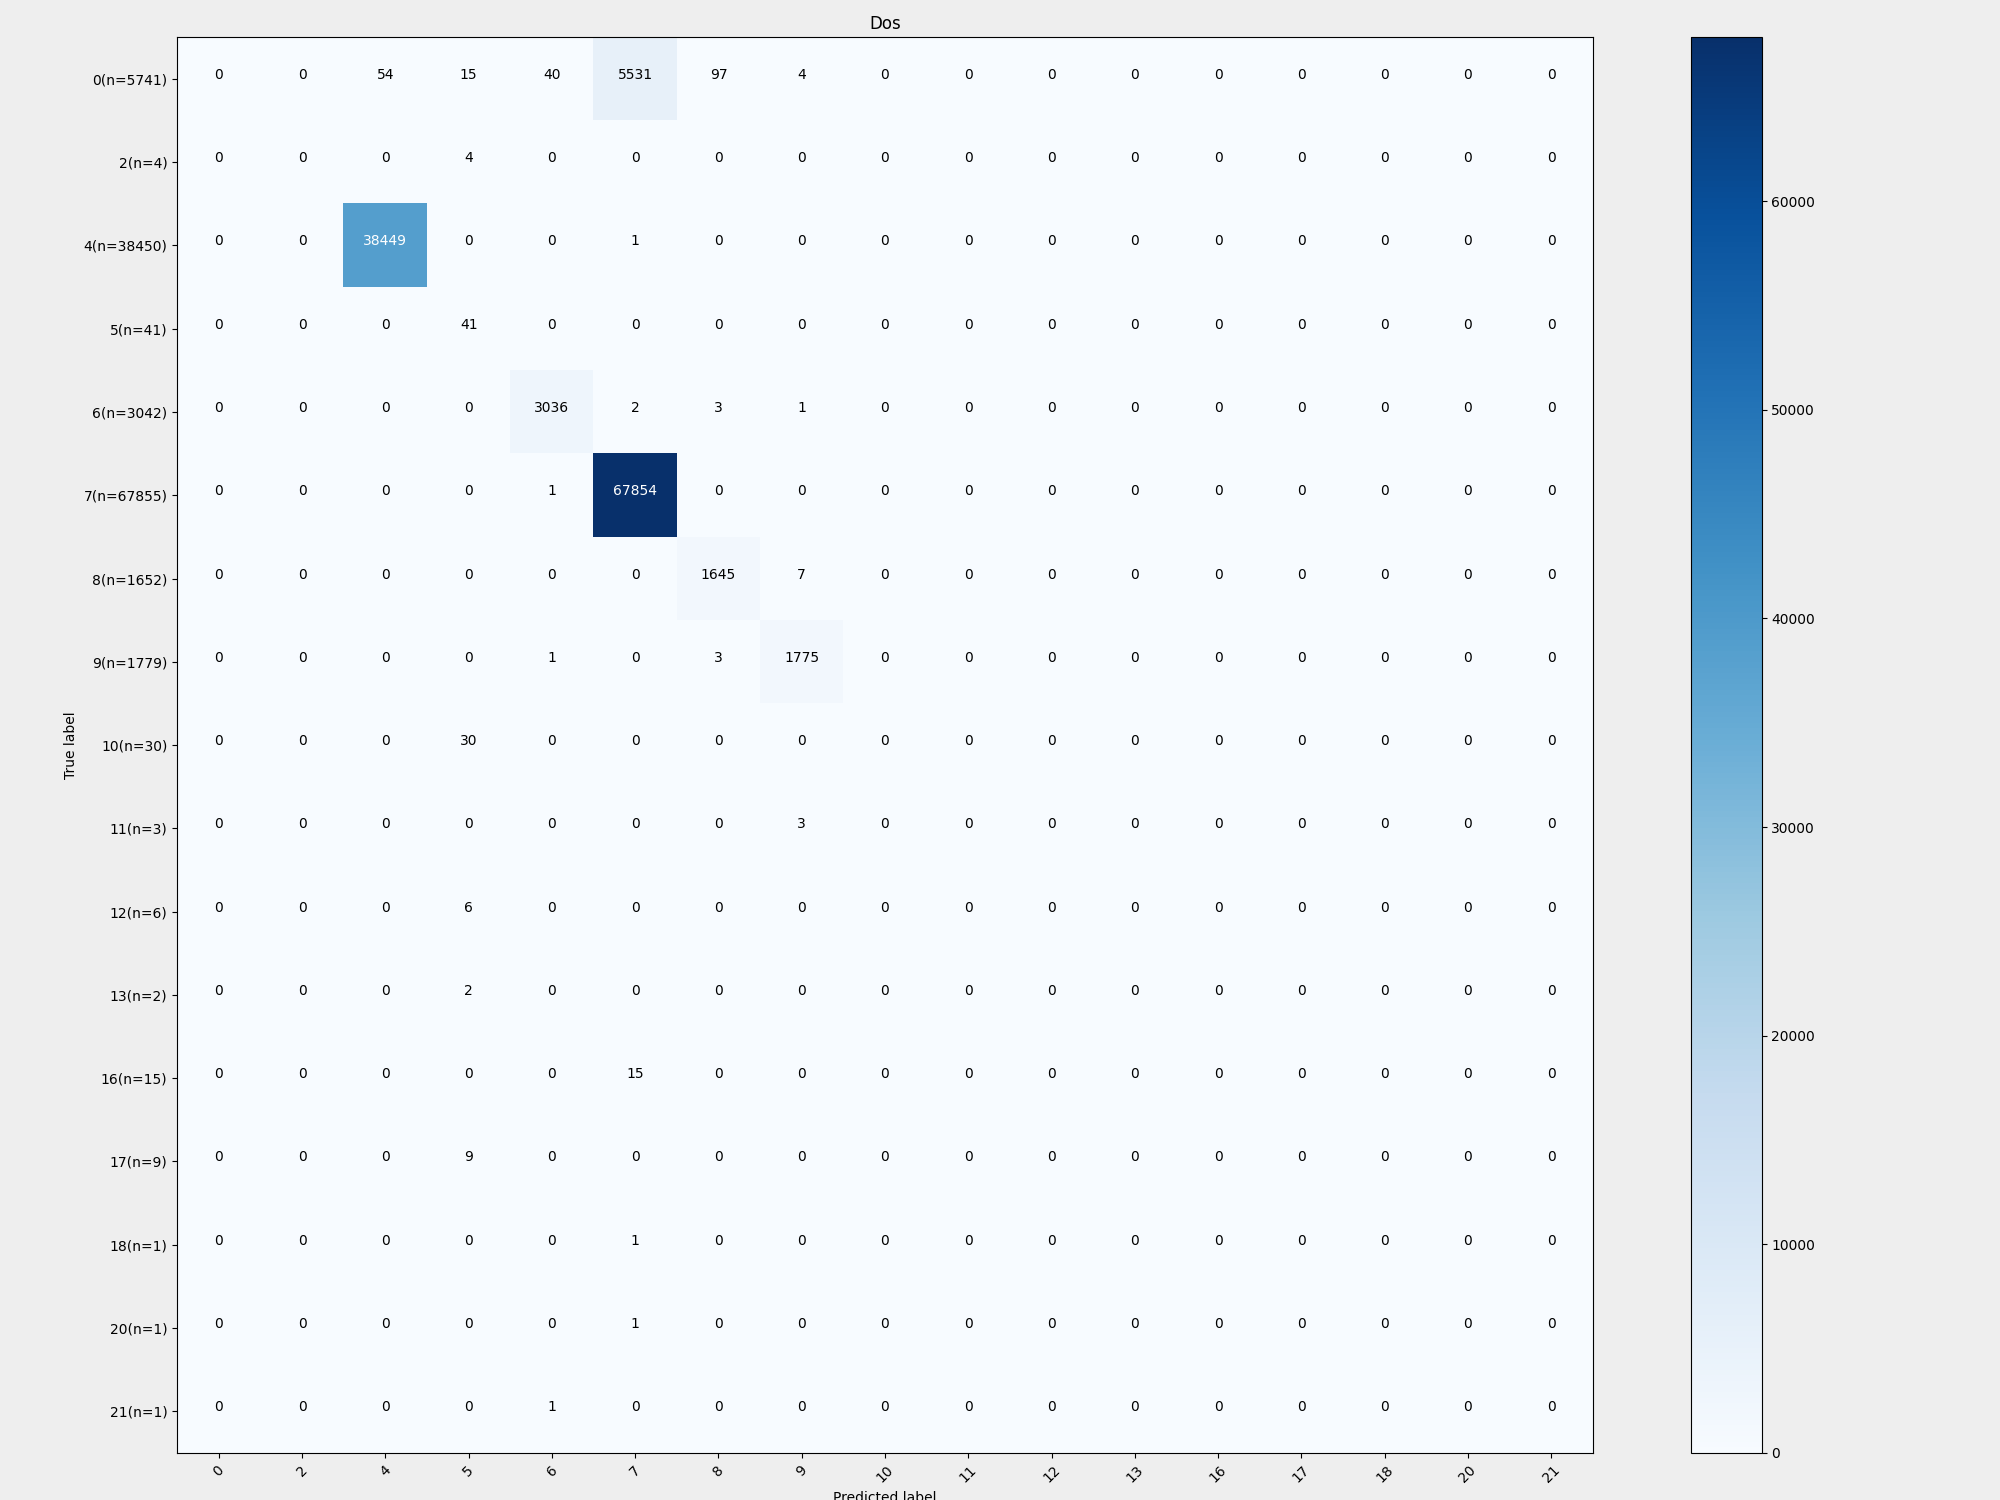 Dos
0(n=5741) 0 0 54 15 40 5531 97 4 0 0 0 0 0 0 0 0 0
2(n=4) 0 0 0 4 0 0 0 0 0 0 0 0 0 0 0 0 0
4(n=38450) 0 0 38449 0 0 1 0 0 0 0 0 0 0 0 0 0 0
5(n=41) 0 0 0 41 0 0 0 0 0 0 0 0 0 0 0 0 0
6(n=3042) 0 0 0 0 3036 2 3 1 0 0 0 0 0 0 0 0 0
7(n=67855) 0 0 0 0 1 67854 0 0 0 0 0 0 0 0 0 0 0
8(n=1652) 0 0 0 0 0 0 1645 7 0 0 0 0 0 0 0 0 0
9(n=1779) 0 0 0 0 1 0 3 1775 0 0 0 0 0 0 0 0 0
10(n=30) 0 0 0 30 0 0 0 0 0 0 0 0 0 0 0 0 0
11(n=3) 0 0 0 0 0 0 0 3 0 0 0 0 0 0 0 0 0
12(n=6) 0 0 0 6 0 0 0 0 0 0 0 0 0 0 0 0 0
13(n=2) 0 0 0 2 0 0 0 0 0 0 0 0 0 0 0 0 0
16(n=15) 0 0 0 0 0 15 0 0 0 0 0 0 0 0 0 0 0
17(n=9) 0 0 0 9 0 0 0 0 0 0 0 0 0 0 0 0 0
18(n=1) 0 0 0 0 0 1 0 0 0 0 0 0 0 0 0 0 0
20(n=1) 0 0 0 0 0 1 0 0 0 0 0 0 0 0 0 0 0
21(n=1) 0 0 0 0 1 0 0 0 0 0 0 0 0 0 0 0 0
0 2 4 5 6 7 8 9 10 11 12 13 16 17 18 20 21
True label
Predicted label
60000
50000
40000
30000
20000
10000
0